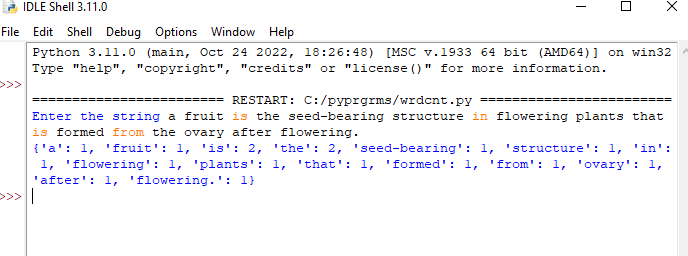 IDLE Shell 3.11.0
File Edit Shell Debug Options Window Help
Python 3.11.0 (main, Oct 24 2022, 18:26:48) [MSC v.1933 64 bit (AMD64)] on win32
Type "help", "copyright", "credits" or "license()" for more information.
>>>
======================== RESTART: C:/pyprgrms/wrdcnt.py ========================
Enter the string a fruit is the seed-bearing structure in flowering plants that
is formed from the ovary after flowering.
{'a': 1, 'fruit': 1, 'is': 2, 'the': 2, 'seed-bearing': 1, 'structure': 1, 'in':
1, 'flowering': 1, 'plants': 1, 'that': 1, 'formed': 1, 'from': 1, 'ovary': 1,
'after': 1, 'flowering.': 1}
>>>